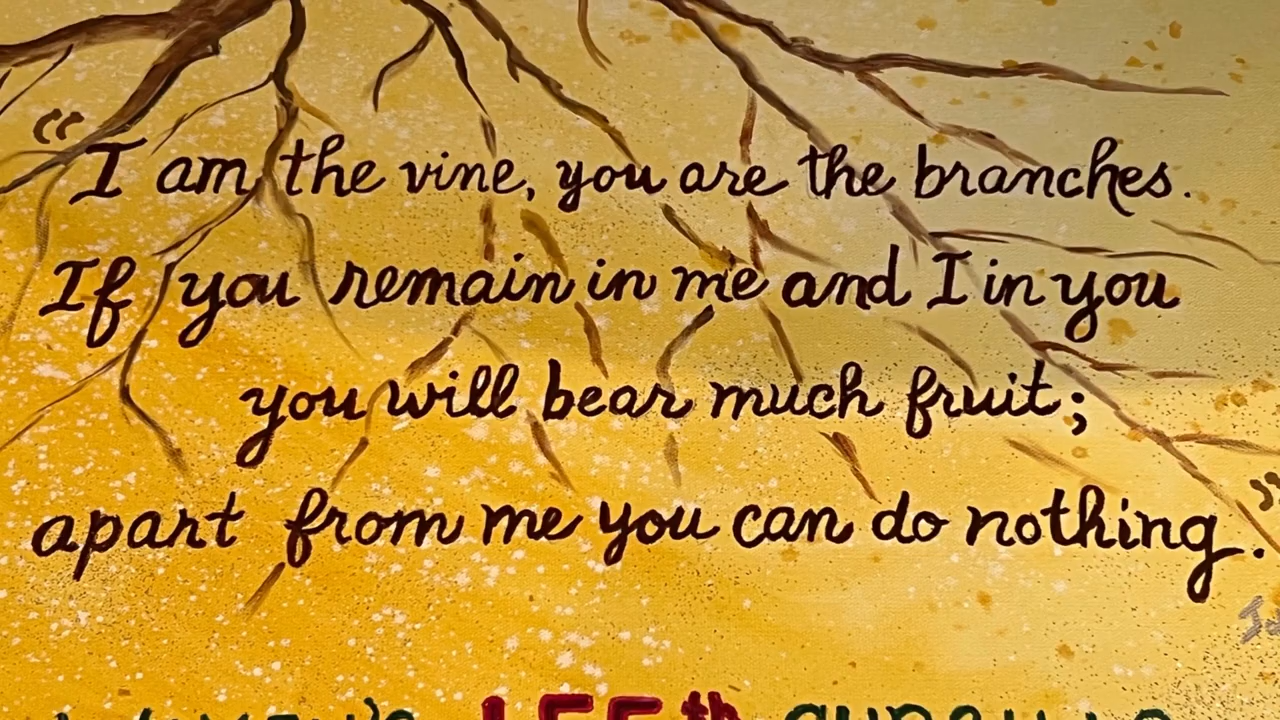 “I am the vine, you are the branches.
If you remain in me and I in you
you will bear much fruit;
apart from me you can do nothing.”
155th